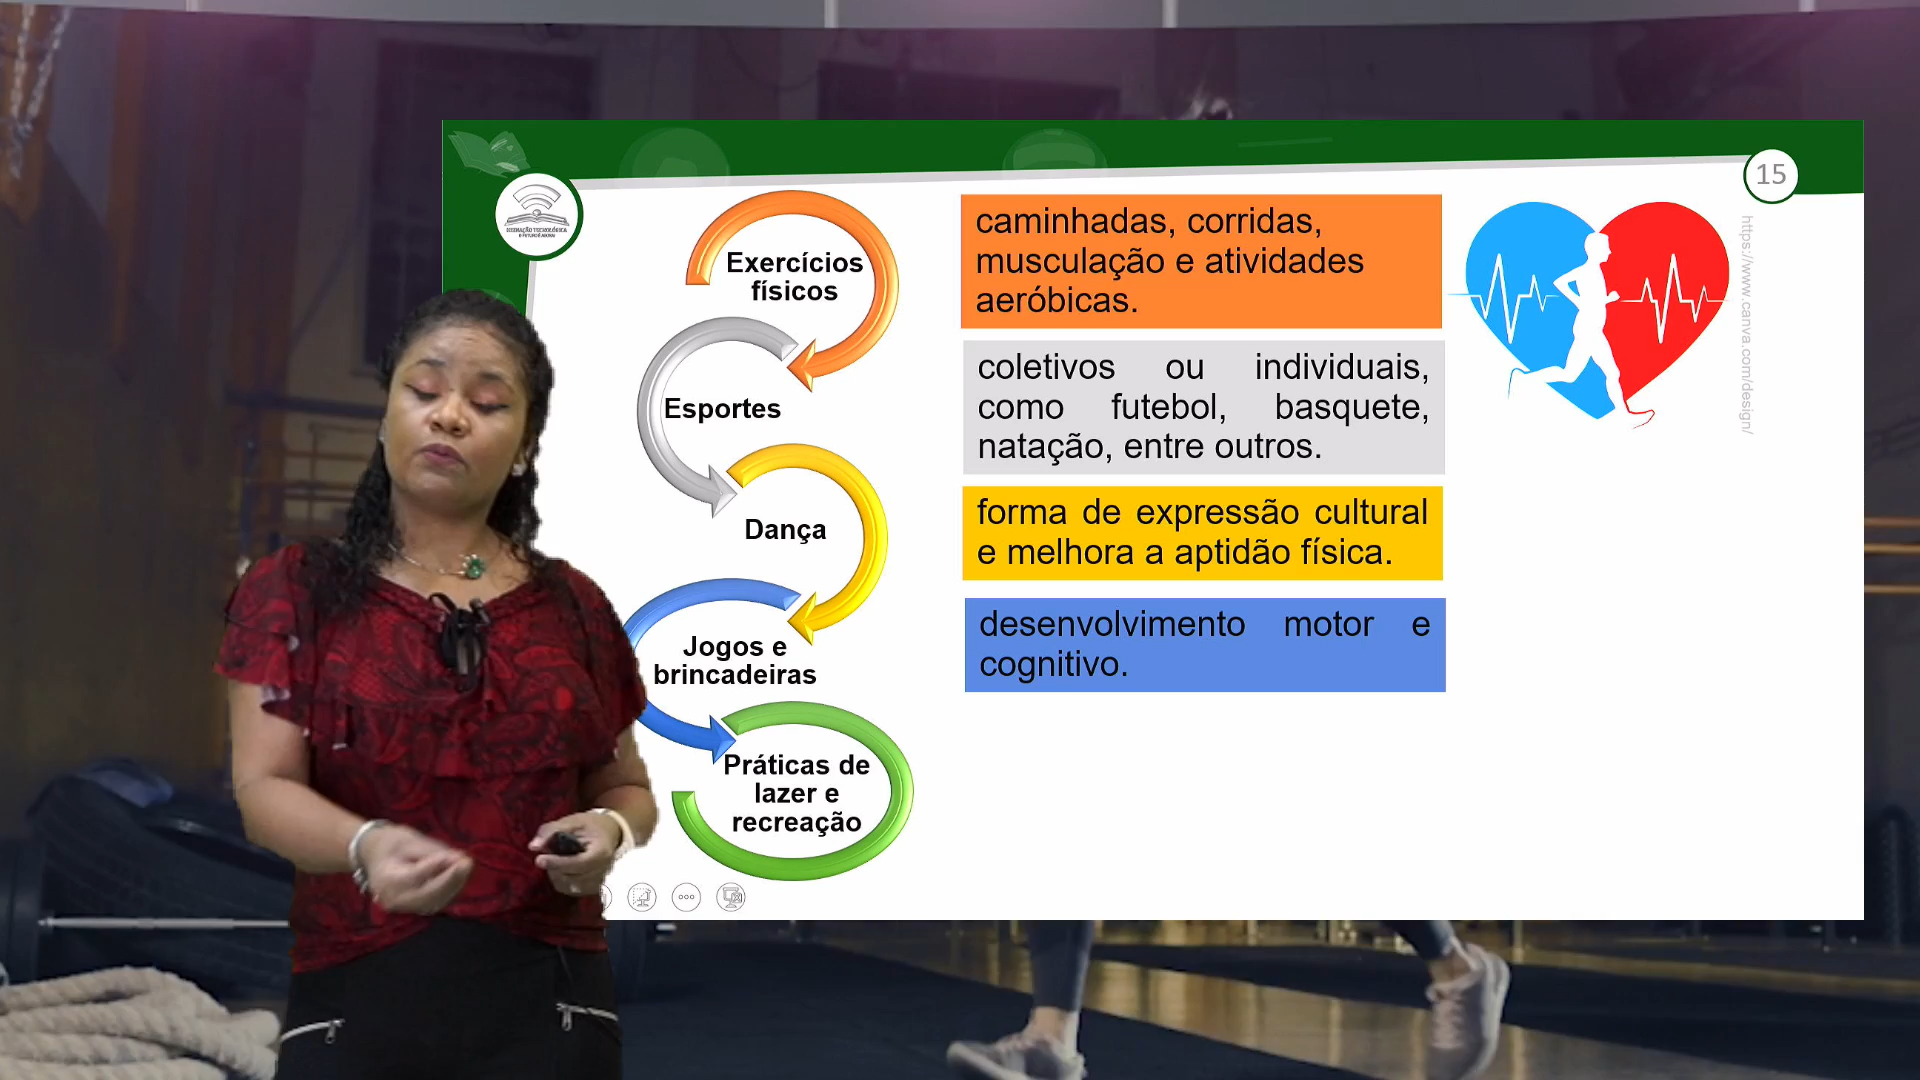 15
Exercícios
físicos
caminhadas, corridas,
musculação e atividades
aeróbicas.
https://www.canva.com/design/
Esportes
coletivos ou individuais,
como futebol, basquete,
natação, entre outros.
Dança
forma de expressão cultural
e melhora a aptidão física.
Jogos e
brincadeiras
desenvolvimento motor e
cognitivo.
Práticas de
lazer e
recreação